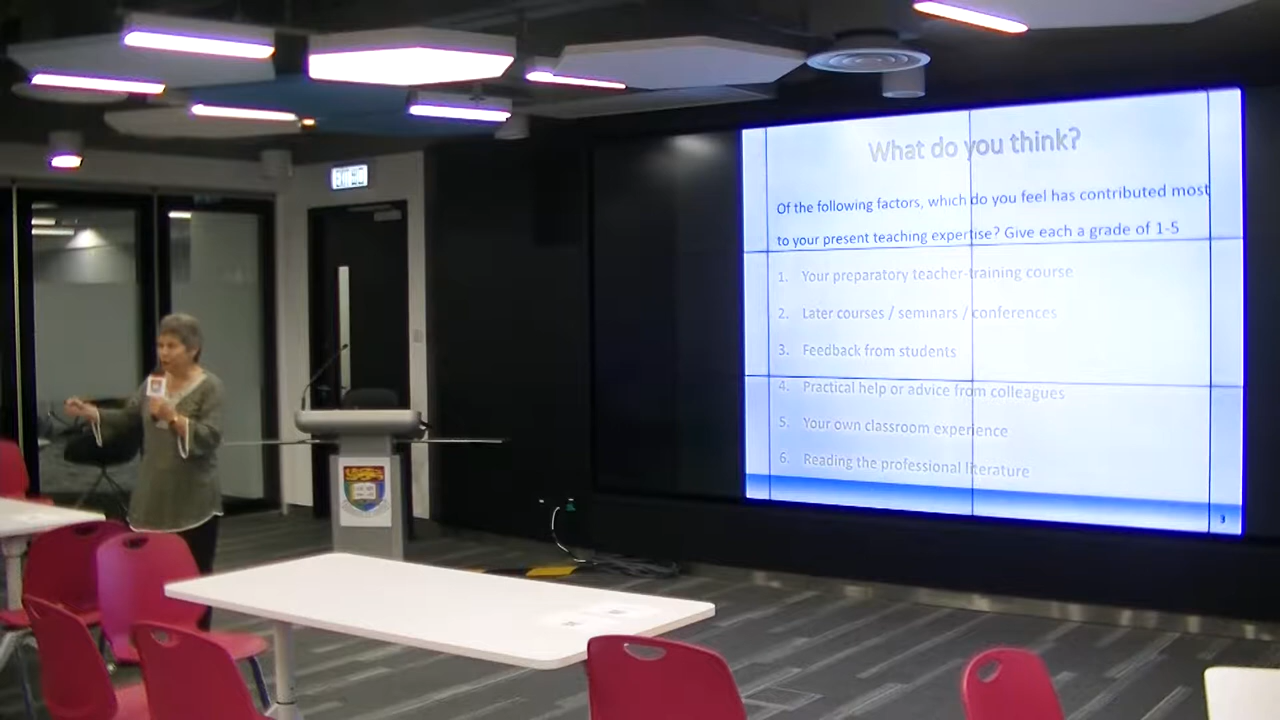 EXIT
What do you think?
Of the following factors, which do you feel has contributed most
to your present teaching expertise? Give each a grade of 1-5
1. Your preparatory teacher-training course
2. Later courses / seminars / conferences
3. Feedback from students
4. Practical help or advice from colleagues
5. Your own classroom experience
6. Reading the professional literature
3